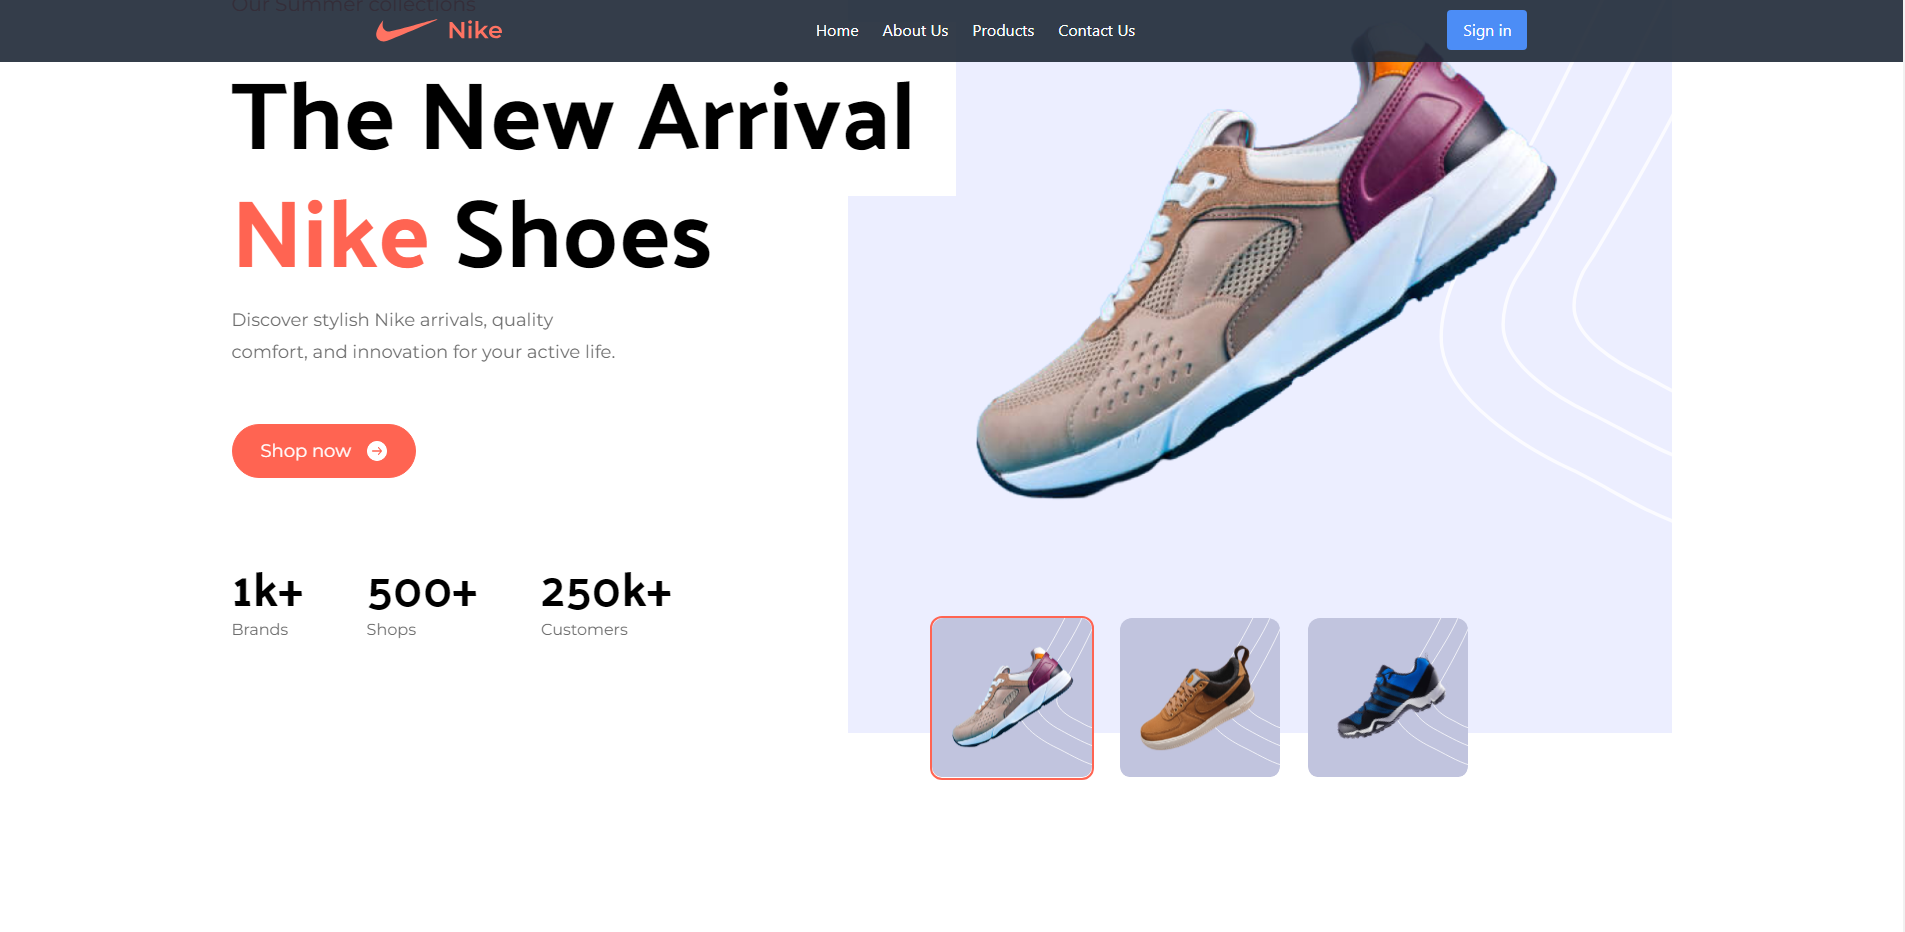 Our Summer collections
Nike
Home
About Us
Products
Contact Us
Sign in
The New Arrival
Nike Shoes
Discover stylish Nike arrivals, quality
comfort, and innovation for your active life.
Shop now
1k+
Brands
500+
Shops
250k+
Customers